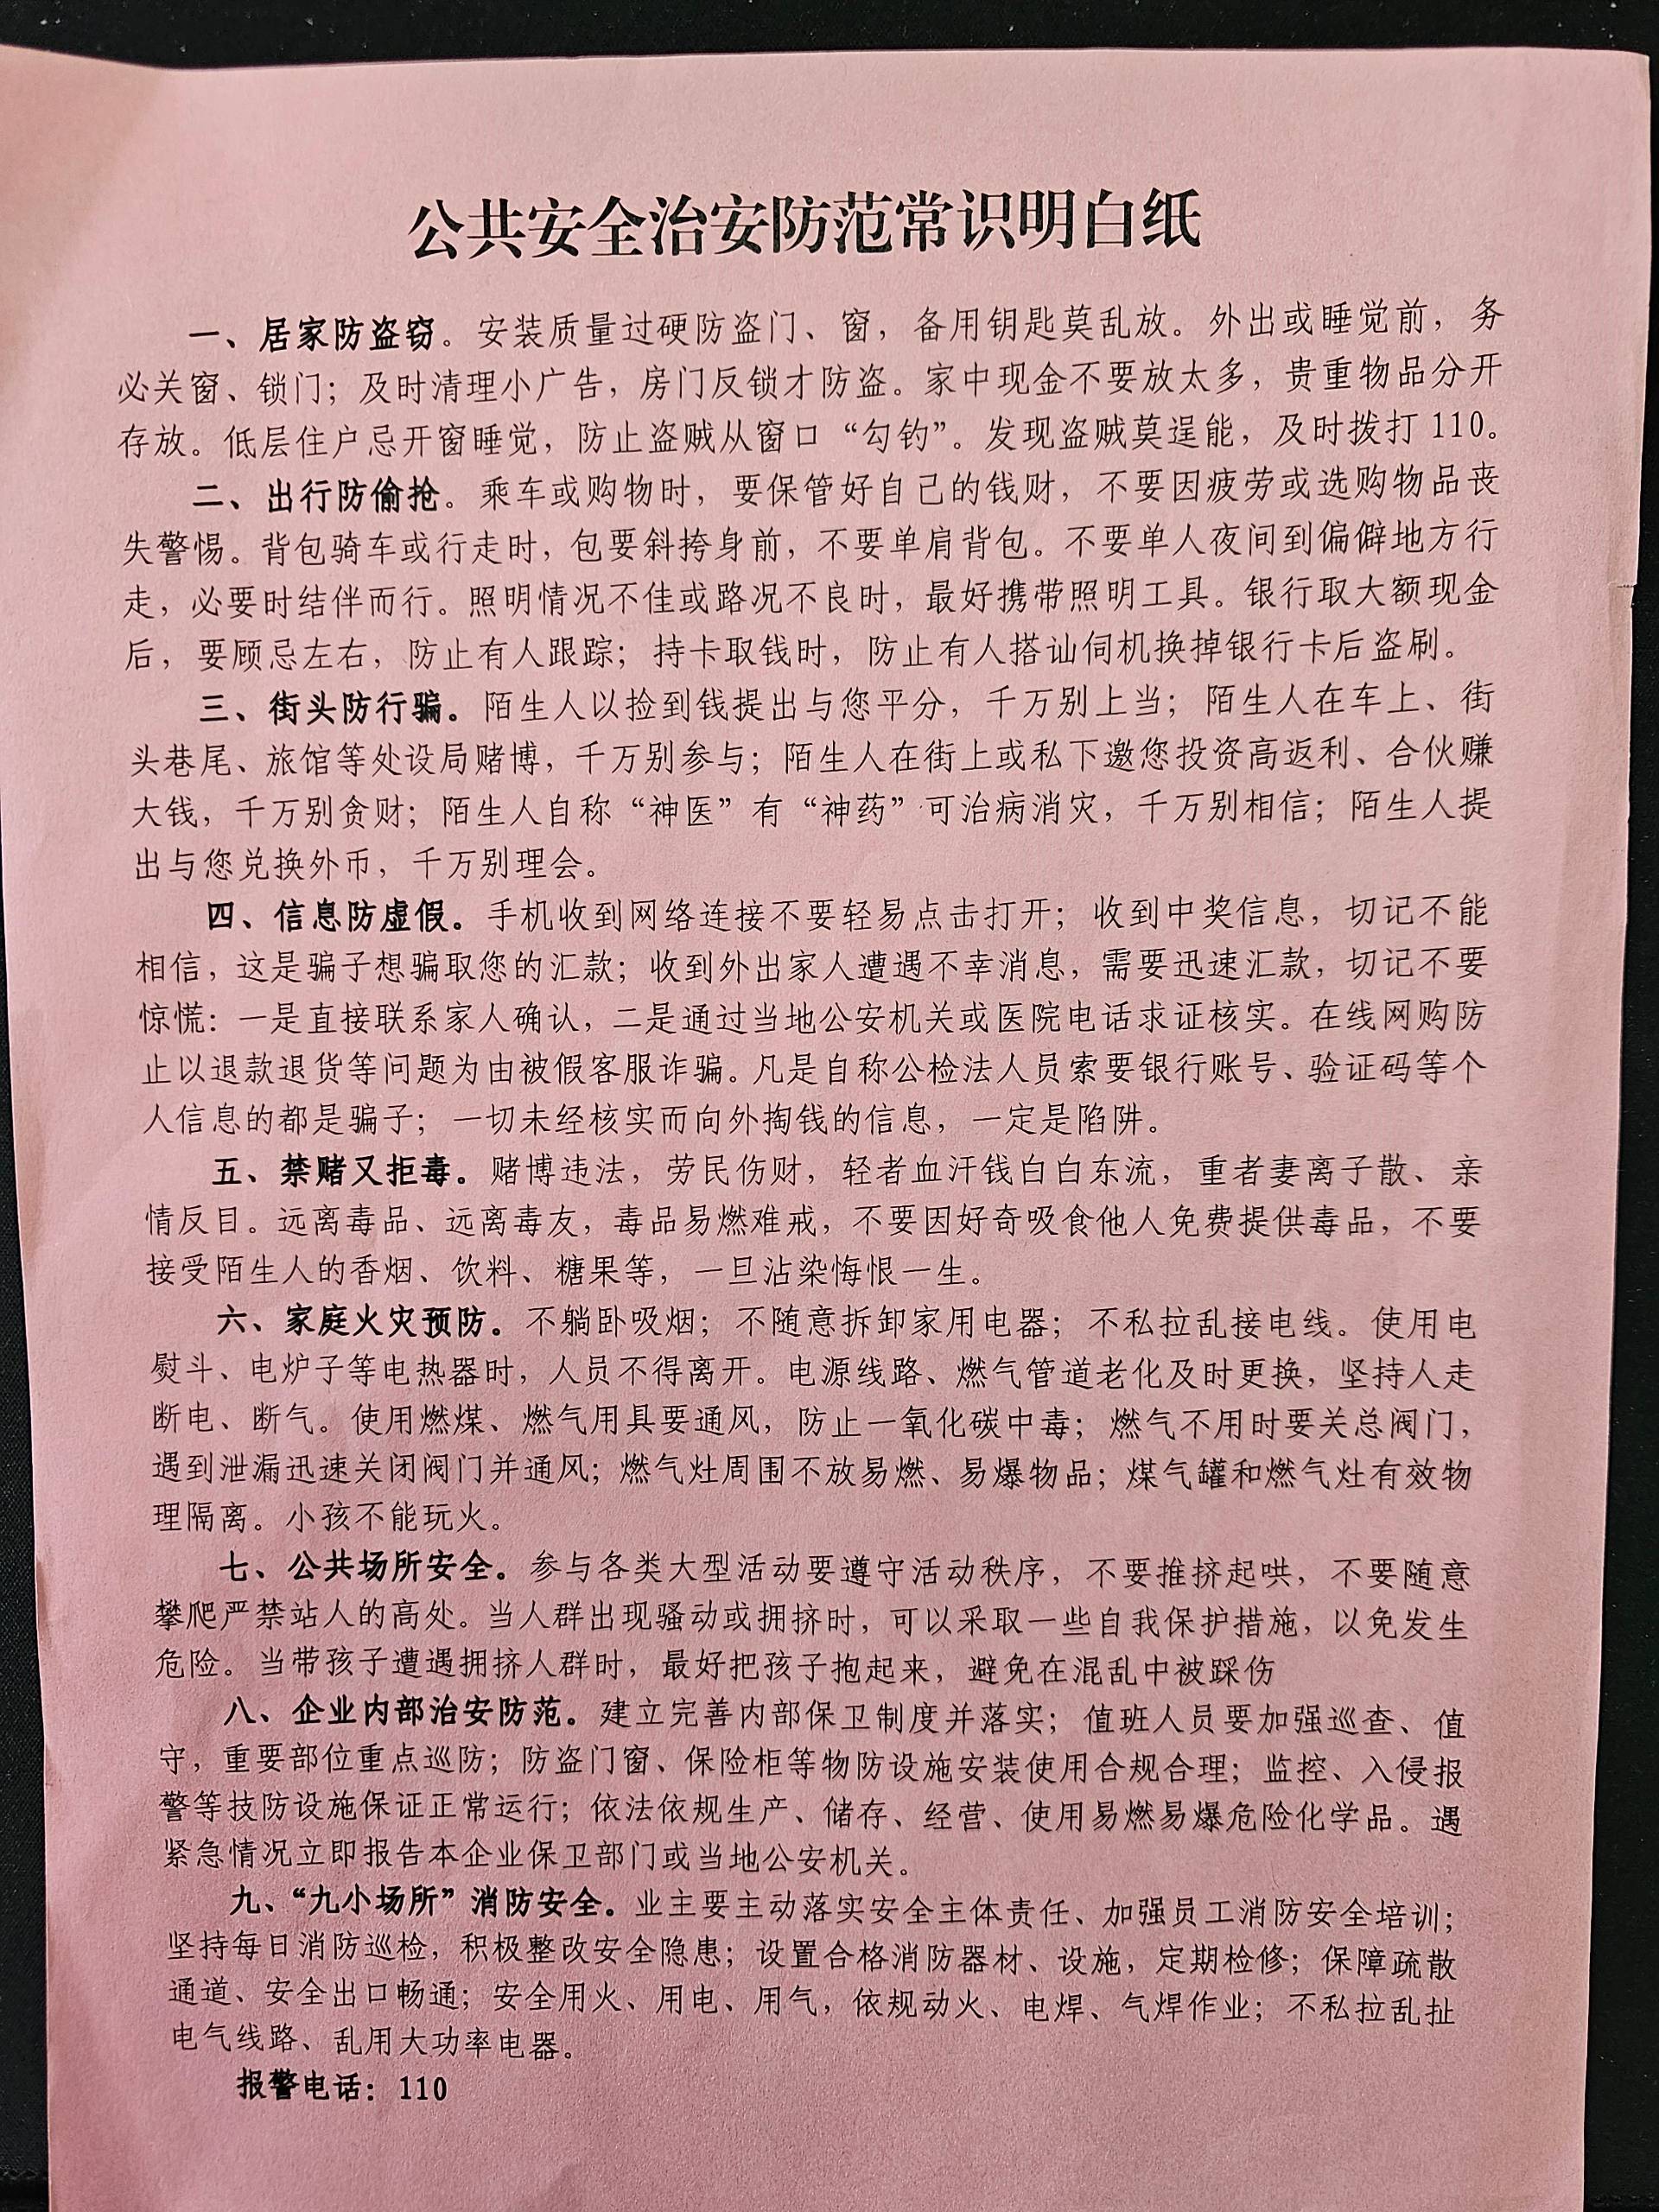 公共安全治安防范常识明白纸
一、居家防盗窃。安装质量过硬防盗门、窗，备用钥匙莫乱放。外出或睡觉前，务
必关窗、锁门；及时清理小广告，房门反锁才防盗。家中现金不要放太多，贵重物品分开
存放。低层住户忌开窗睡觉，防止盗贼从窗口“勾钓”。发现盗贼莫逞能，及时拨打110。
二、出行防偷抢。乘车或购物时，要保管好自己的钱财，不要因疲劳或选购物品丧
失警惕。背包骑车或行走时，包要斜挎身前，不要单肩背包。不要单人夜间到偏僻地方行
走，必要时结伴而行。照明情况不佳或路况不良时，最好携带照明工具。银行取大额现金
后，要顾忌左右，防止有人跟踪；持卡取钱时，防止有人搭讪伺机换掉银行卡后盗刷。
三、街头防行骗。陌生人以捡到钱提出与您平分，千万别上当；陌生人在车上、街
头巷尾、旅馆等处设局赌博，千万别参与；陌生人在街上或私下邀您投资高返利、合伙赚
大钱，千万别贪财；陌生人自称“神医”有“神药”可治病消灾，千万别相信；陌生人提
出与您兑换外币，千万别理会。
四、信息防虚假。手机收到网络连接不要轻易点击打开；收到中奖信息，切记不能
相信，这是骗子想骗取您的汇款；收到外出家人遭遇不幸消息，需要迅速汇款，切记不要
惊慌：一是直接联系家人确认，二是通过当地公安机关或医院电话求证核实。在线网购防
止以退款退货等问题为由被假客服诈骗。凡是自称公检法人员索要银行账号、验证码等个
人信息的都是骗子；一切未经核实而向外掏钱的信息，一定是陷阱。
五、禁赌又拒毒。赌博违法，劳民伤财，轻者血汗钱白白东流，重者妻离子散、亲
情反目。远离毒品、远离毒友，毒品易燃难戒，不要因好奇吸食他人免费提供毒品，不要
接受陌生人的香烟、饮料、糖果等，一旦沾染悔恨一生。
六、家庭火灾预防。不躺卧吸烟；不随意拆卸家用电器；不私拉乱接电线。使用电
熨斗、电炉子等电热器时，人员不得离开。电源线路、燃气管道老化及时更换，坚持人走
断电、断气。使用燃煤、燃气用具要通风，防止一氧化碳中毒；燃气不用时要关总阀门，
遇到泄漏迅速关闭阀门并通风；燃气灶周围不放易燃、易爆物品；煤气罐和燃气灶有效物
理隔离。小孩不能玩火。
七、公共场所安全。参与各类大型活动要遵守活动秩序，不要推挤起哄，不要随意
攀爬严禁站人的高处。当人群出现骚动或拥挤时，可以采取一些自我保护措施，以免发生
危险。当带孩子遭遇拥挤人群时，最好把孩子抱起来，避免在混乱中被踩伤
八、企业内部治安防范。建立完善内部保卫制度并落实；值班人员要加强巡查、值
守，重要部位重点巡防；防盗门窗、保险柜等物防设施安装使用合规合理；监控、入侵报
警等技防设施保证正常运行；依法依规生产、储存、经营、使用易燃易爆危险化学品。遇
紧急情况立即报告本企业保卫部门或当地公安机关。
九、“九小场所”消防安全。业主要主动落实安全主体责任、加强员工消防安全培训；
坚持每日消防巡检，积极整改安全隐患；设置合格消防器材、设施，定期检修；保障疏散
通道、安全出口畅通；安全用火、用电、用气，依规动火、电焊、气焊作业；不私拉乱扯
电气线路、乱用大功率电器。
报警电话：110